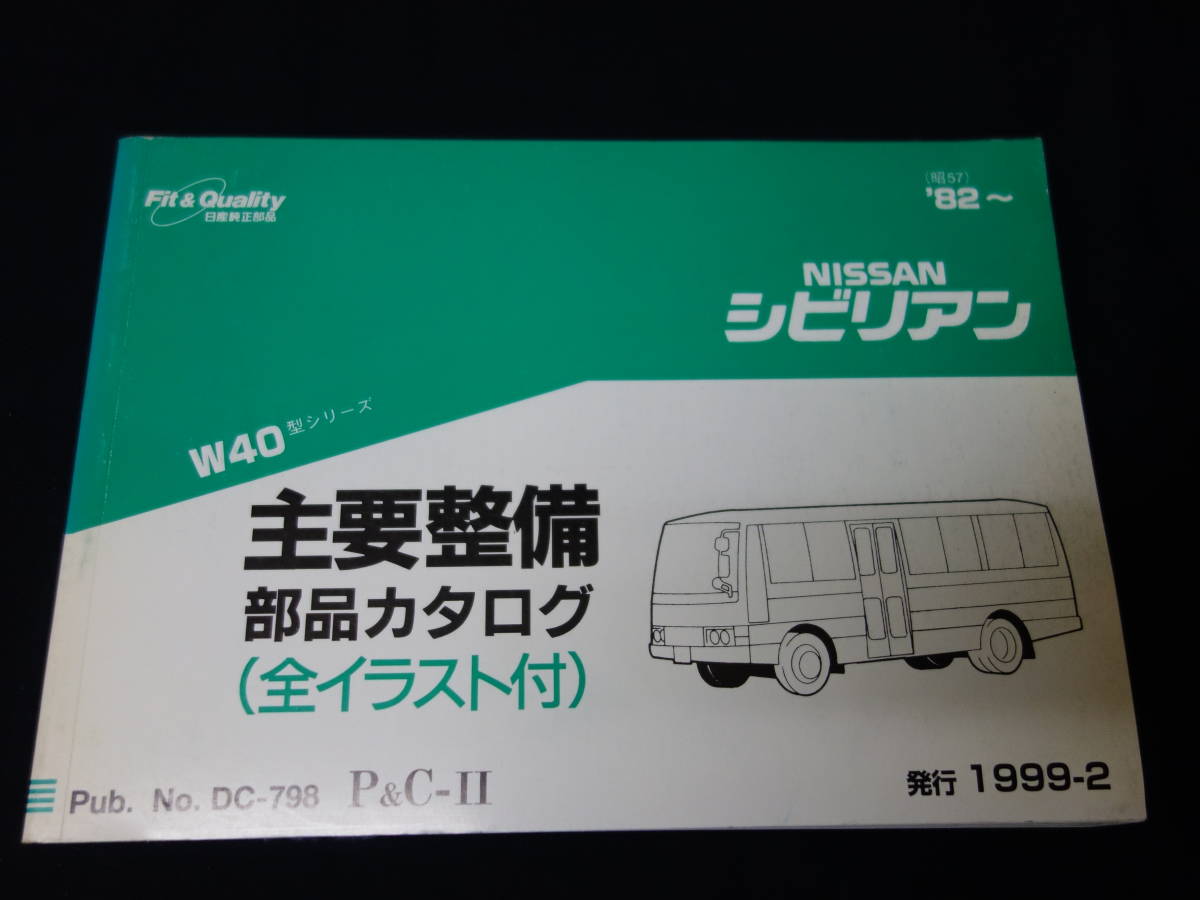 Fit & Quality
日産純正部品
(昭57)
'82～
NISSAN
シビリアン
W40型シリーズ
主要整備
部品カタログ
(全イラスト付)
Pub. No. DC-798 P&C-II
発行 1999-2